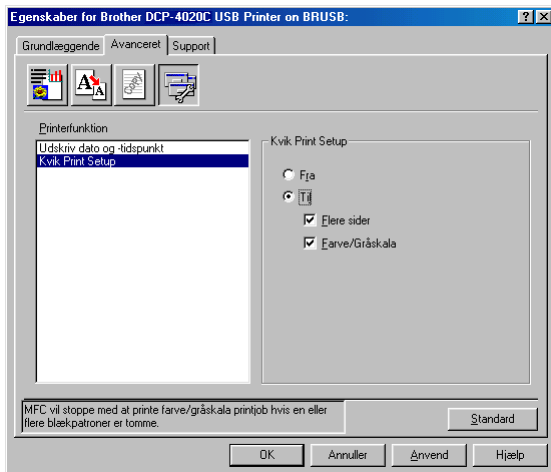 Egenskaber for Brother DCP-4020C USB Printer on BRUSB:
Grundlæggende Avanceret Support
Printerfunktion
Udskriv dato og -tidspunkt
Kvik Print Setup
Kvik Print Setup
Fra
Til
Flere sider
Farve/Gråskala
MFC vil stoppe med at printe farve/gråskala printjob hvis en eller
flere blækpatroner er tomme.
Standard
OK Annuller Anvend Hjælp